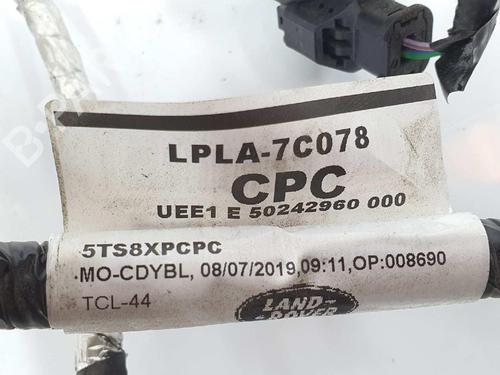 LPLA-7C078
CPC
UEE1 E 50242960 000
5TS8XPCPC
MO-CDYBL, 08/07/2019,09:11,OP:008690
TCL-44
LAND-
ROVER